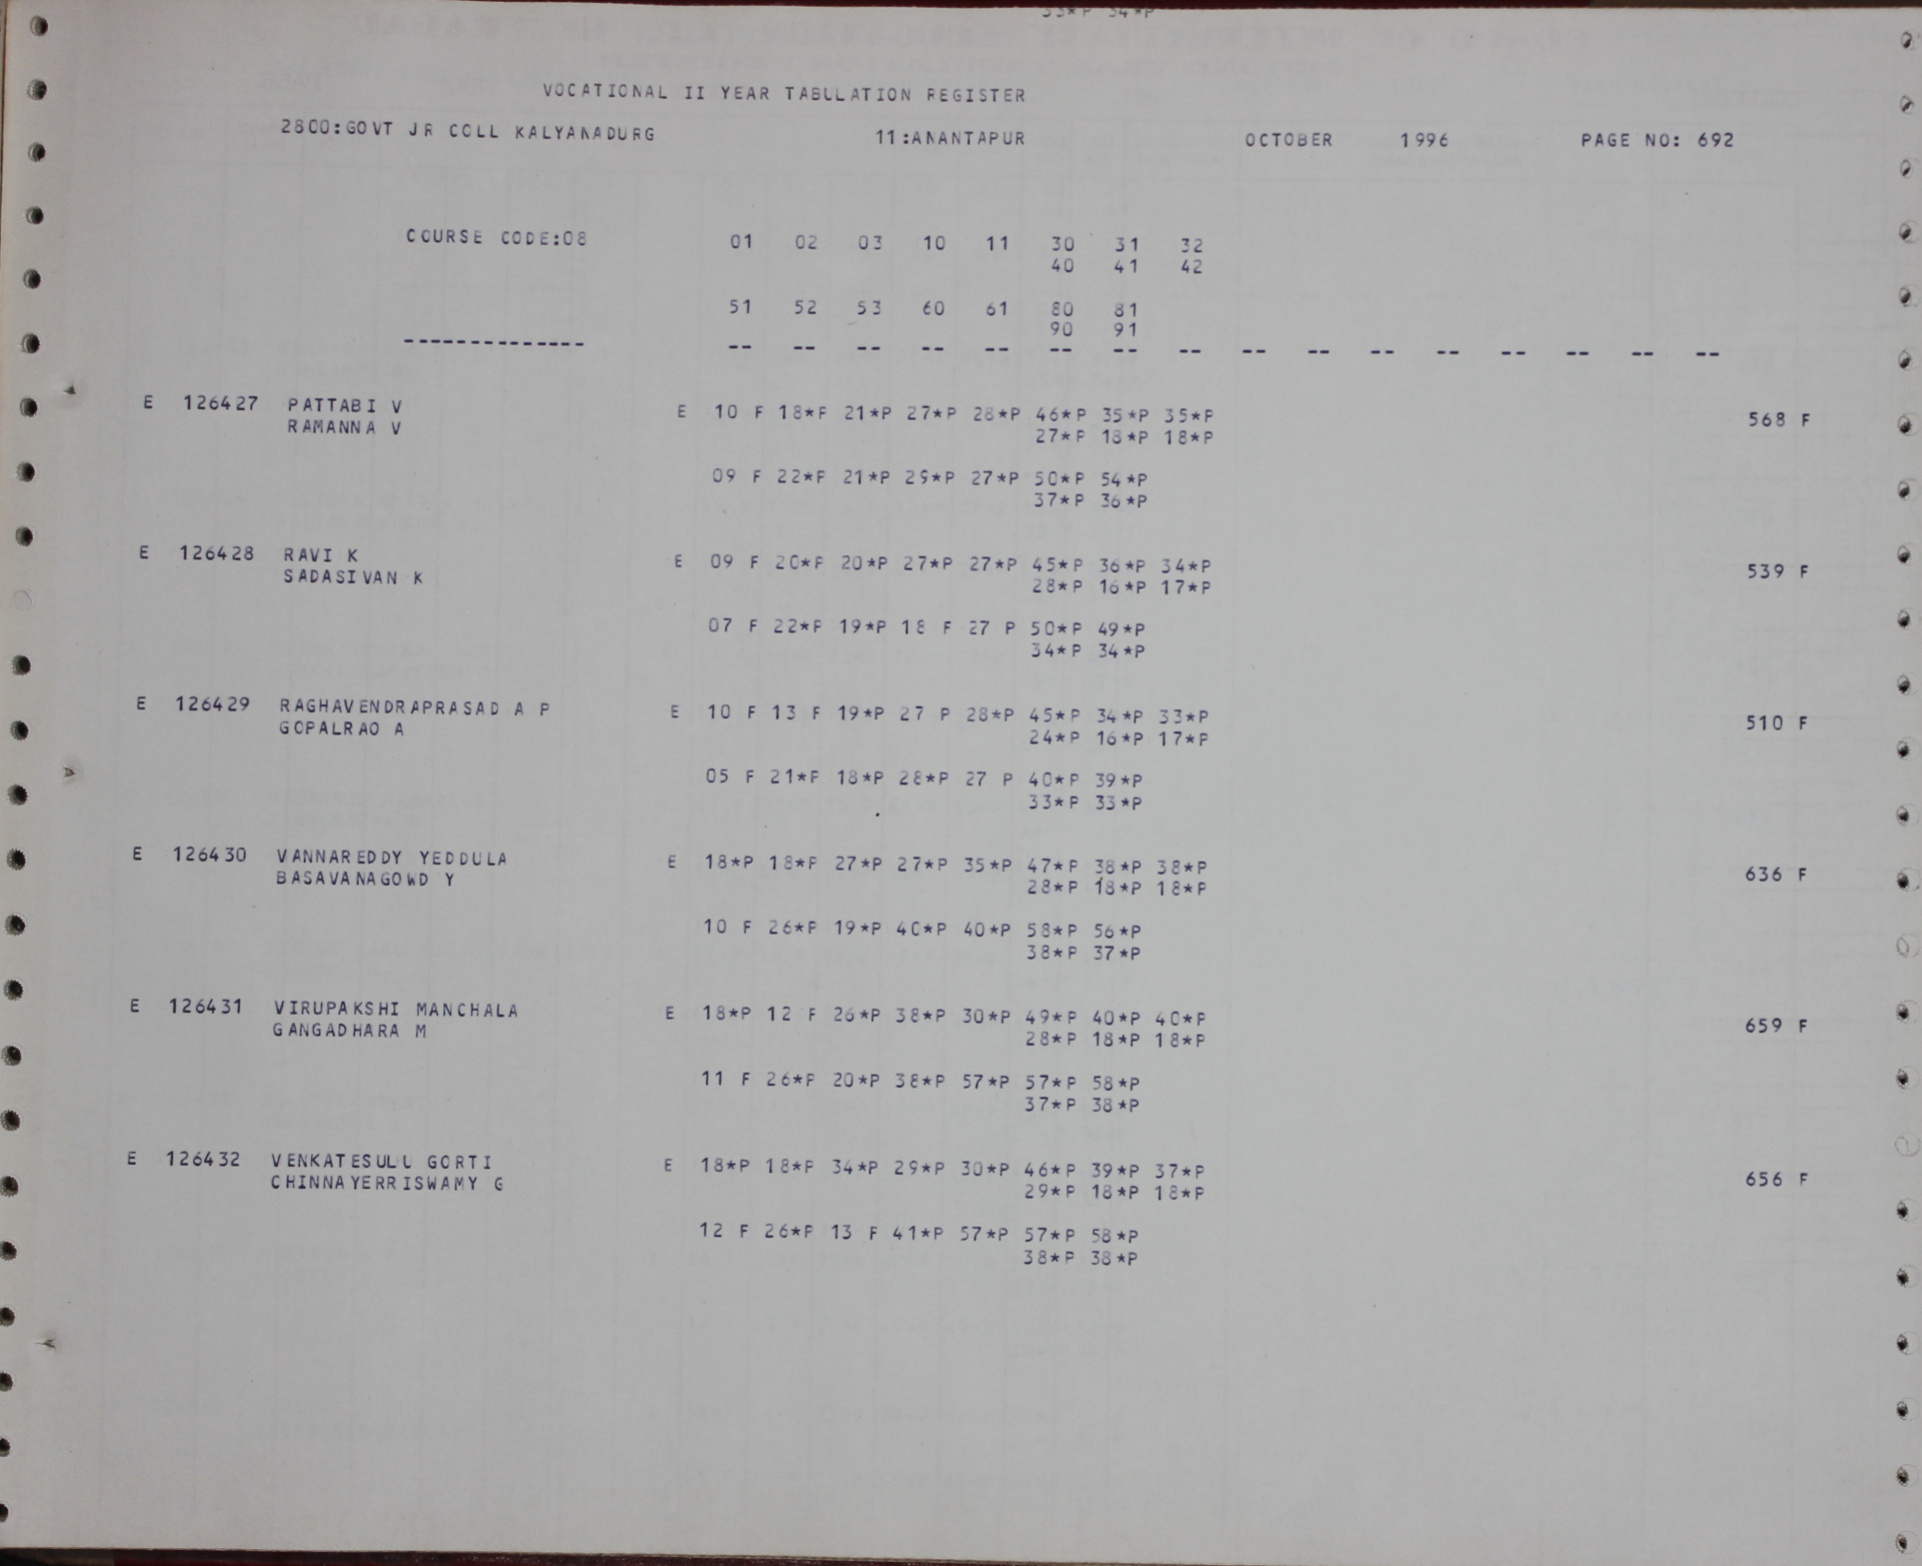 33*P 34*P
VOCATIONAL II YEAR TABULATION REGISTER
2800:GOVT JR COLL KALYANADURG 11:ANANTAPUR OCTOBER 1996 PAGE NO: 692
COURSE CODE:08 01 02 03 10 11 30 31 32
40 41 42
51 52 53 60 61 80 81
90 91
-------------- -- -- -- -- -- -- -- -- -- -- -- -- -- -- -- --
E 126427 PATTABI V E 10 F 18*P 21*P 27*P 28*P 46*P 35*P 35*P 568 F
RAMANNA V 27*P 18*P 18*P
09 F 22*P 21*P 29*P 27*P 50*P 54*P
37*P 36*P
E 126428 RAVI K E 09 F 20*P 20*P 27*P 27*P 45*P 36*P 34*P 539 F
SADASIVAN K 28*P 16*P 17*P
07 F 22*P 19*P 18 F 27 P 50*P 49*P
34*P 34*P
E 126429 RAGHAVENDRAPRASAD A P E 10 F 13 F 19*P 27 P 28*P 45*P 34*P 33*P 510 F
GOPALRAO A 24*P 16*P 17*P
05 F 21*P 18*P 28*P 27 P 40*P 39*P
33*P 33*P
E 126430 VANNAREDDY YEDDULA E 18*P 18*P 27*P 27*P 35*P 47*P 38*P 38*P 636 F
BASAVANAGOWD Y 28*P 18*P 18*P
10 F 26*P 19*P 40*P 40*P 58*P 56*P
38*P 37*P
E 126431 VIRUPAKSHI MANCHALA E 18*P 12 F 26*P 38*P 30*P 49*P 40*P 40*P 659 F
GANGADHARA M 28*P 18*P 18*P
11 F 26*P 20*P 38*P 57*P 57*P 58*P
37*P 38*P
E 126432 VENKATESULU GORTI E 18*P 18*P 34*P 29*P 30*P 46*P 39*P 37*P 656 F
CHINNAYERRISWAMY G 29*P 18*P 18*P
12 F 26*P 13 F 41*P 57*P 57*P 58*P
38*P 38*P